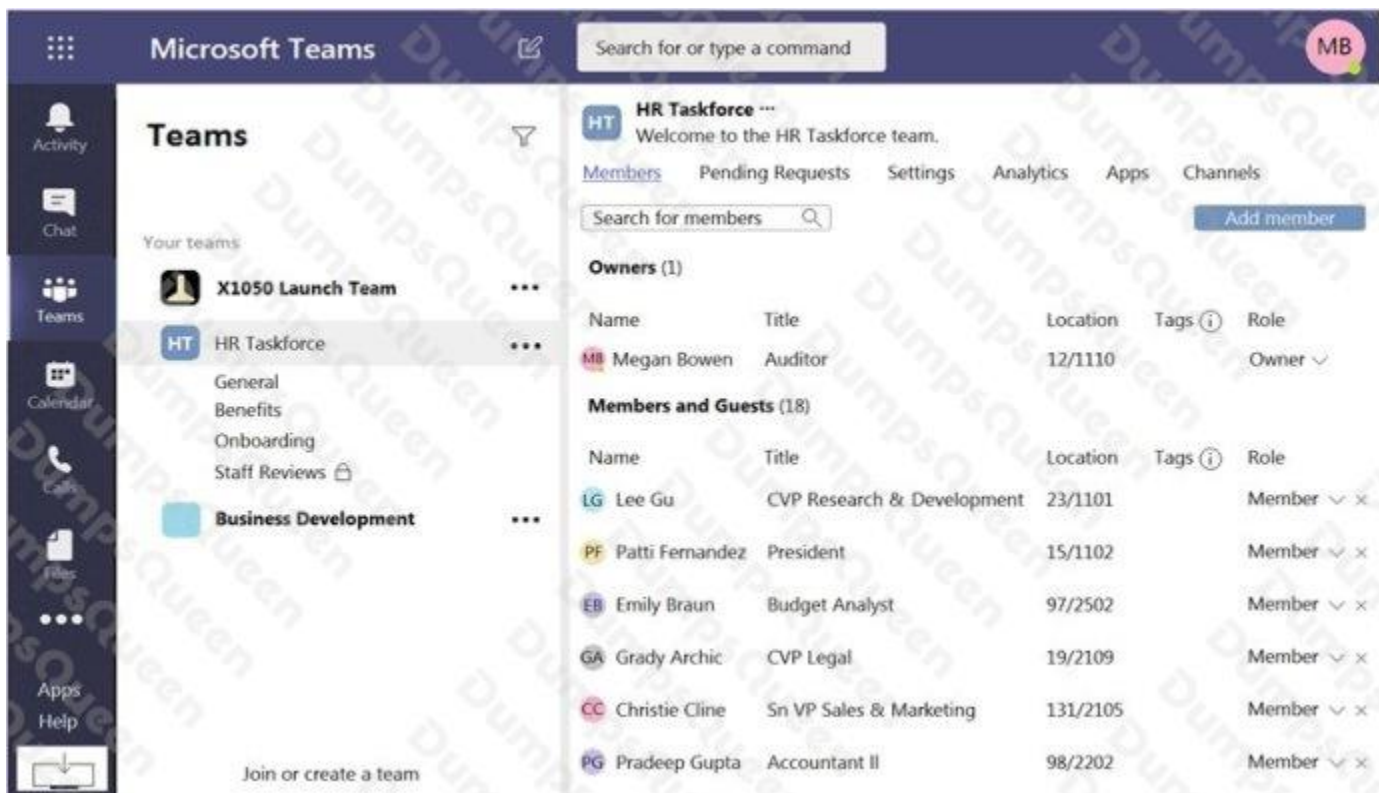 Microsoft Teams
Search for or type a command
MB
Activity
Chat
Teams
Calendar
Files
Apps
Help
Teams
Your teams
X1050 Launch Team
HT HR Taskforce
General
Benefits
Onboarding
Staff Reviews
Business Development
Join or create a team
HT HR Taskforce ...
Welcome to the HR Taskforce team.
Members Pending Requests Settings Analytics Apps Channels
Search for members Add member
Owners (1)
Name Title Location Tags Role
MB Megan Bowen Auditor 12/1110 Owner
Members and Guests (18)
Name Title Location Tags Role
LG Lee Gu CVP Research & Development 23/1101 Member
PF Patti Fernandez President 15/1102 Member
EB Emily Braun Budget Analyst 97/2502 Member
GA Grady Archic CVP Legal 19/2109 Member
CC Christie Cline Sn VP Sales & Marketing 131/2105 Member
PG Pradeep Gupta Accountant II 98/2202 Member
DumpsQueen